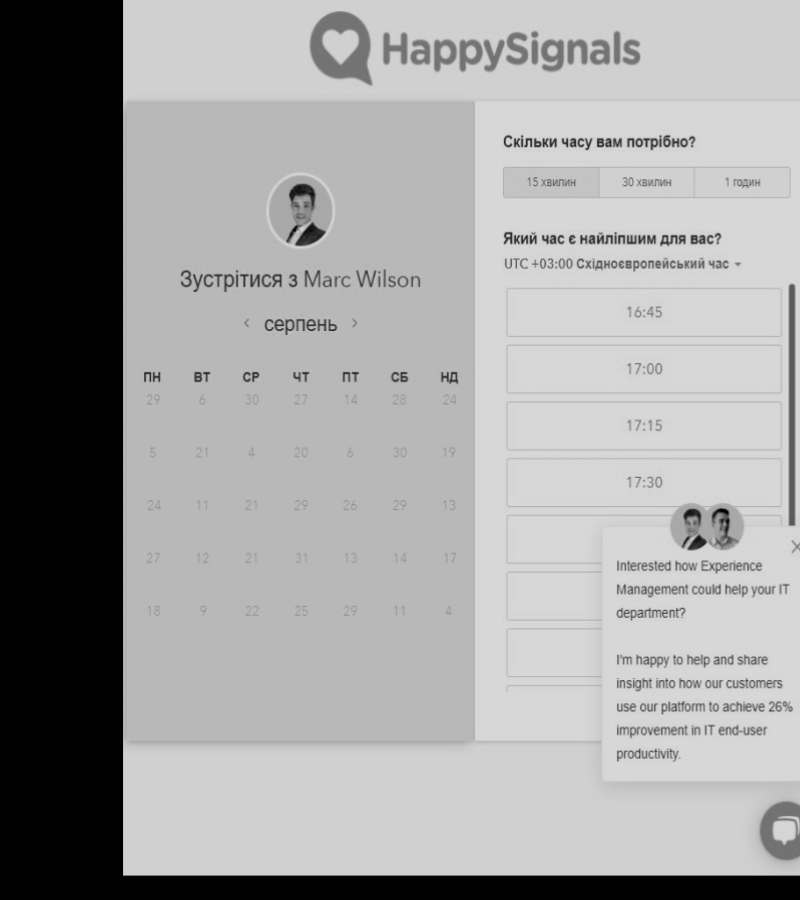 HappySignals
Зустрітися з Marc Wilson
‹ серпень ›
ПН ВТ СР ЧТ ПТ СБ НД
29 6 30 27 14 28 24
5 21 4 20 6 30 19
24 11 21 29 26 29 13
27 12 21 31 13 14 17
18 9 22 25 29 11 4
Скільки часу вам потрібно?
15 хвилин 30 хвилин 1 годин
Який час є найліпшим для вас?
UTC +03:00 Східноєвропейський час
16:45
17:00
17:15
17:30
Interested how Experience
Management could help your IT
department?
I'm happy to help and share
insight into how our customers
use our platform to achieve 26%
improvement in IT end-user
productivity.